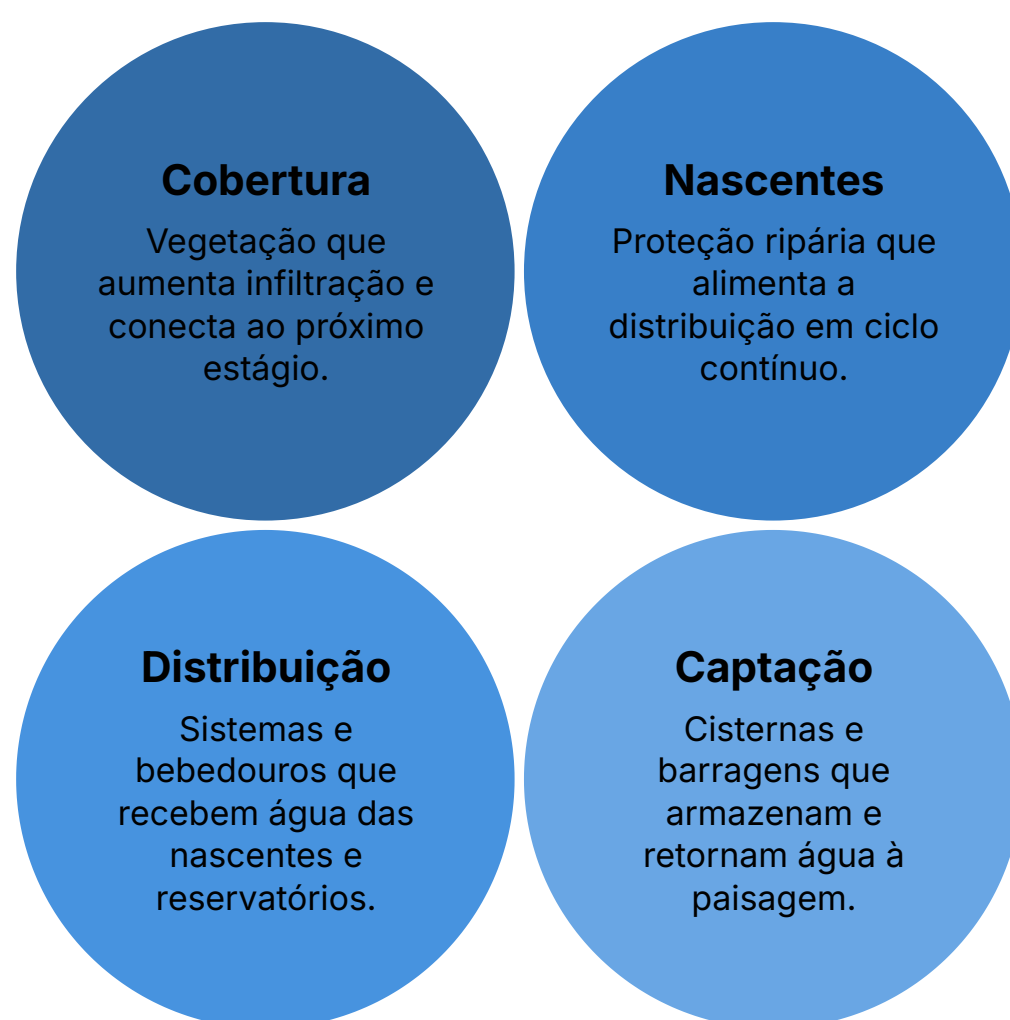 Cobertura
Vegetação que
aumenta infiltração e
conecta ao próximo
estágio.
Nascentes
Proteção ripária que
alimenta a
distribuição em ciclo
contínuo.
Distribuição
Sistemas e
bebedouros que
recebem água das
nascentes e
reservatórios.
Captação
Cisternas e
barragens que
armazenam e
retornam água à
paisagem.